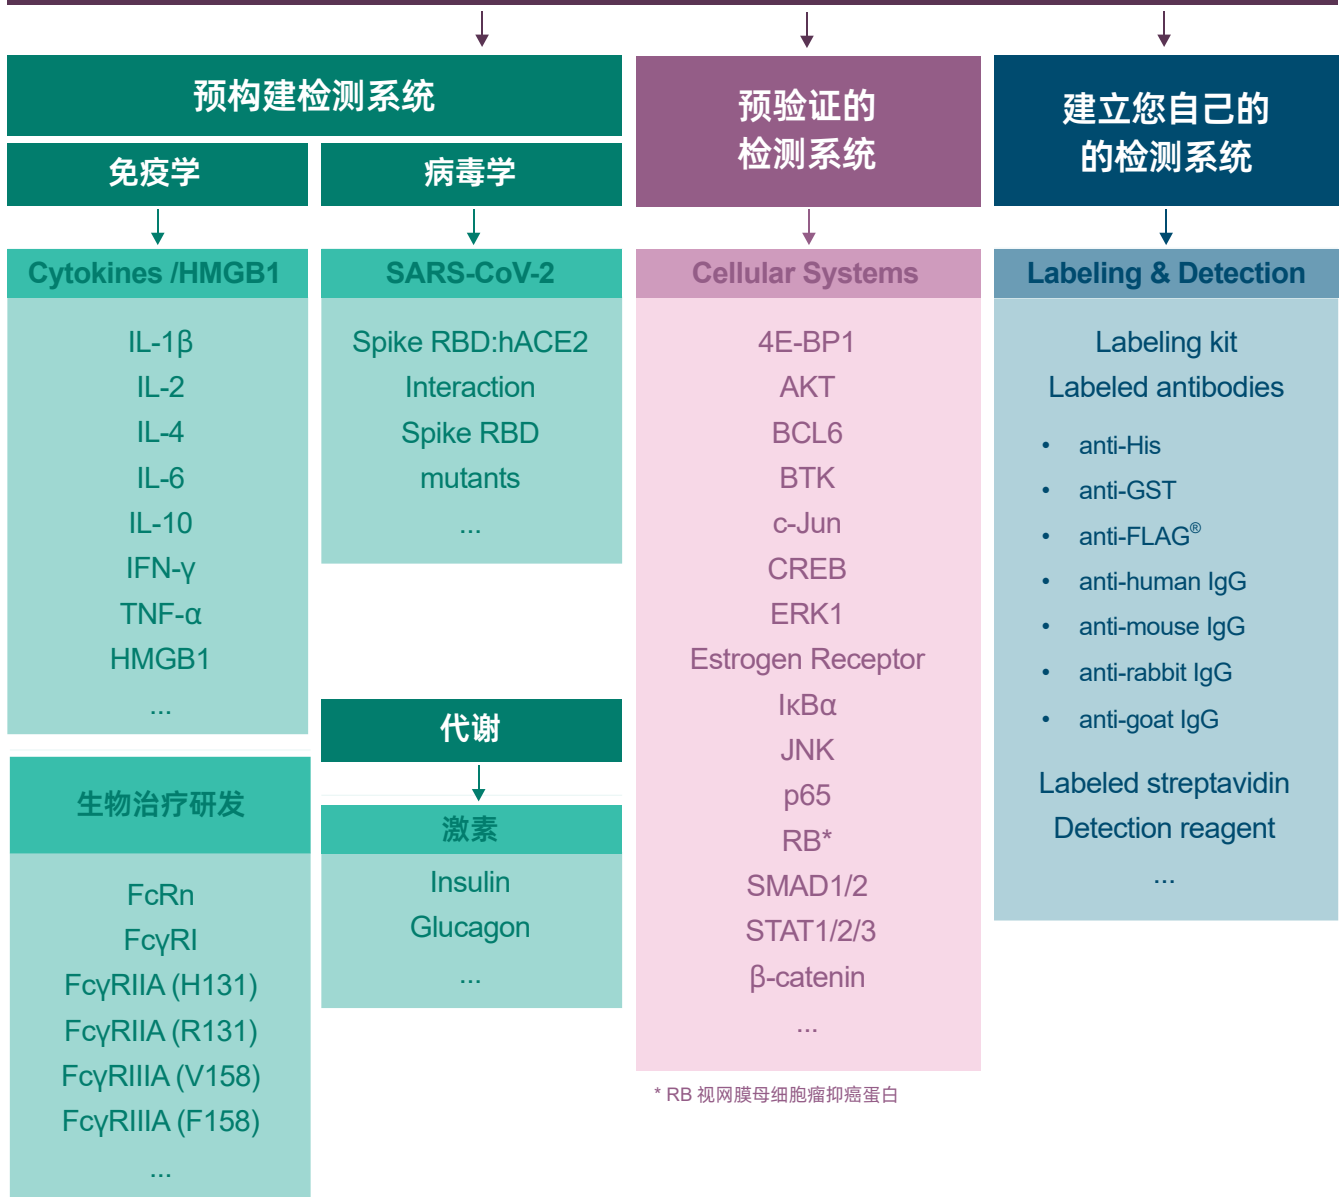 预构建检测系统
免疫学
Cytokines /HMGB1
IL-1β
IL-2
IL-4
IL-6
IL-10
IFN-γ
TNF-α
HMGB1
...
生物治疗研发
FcRn
FcγRI
FcγRIIA (H131)
FcγRIIA (R131)
FcγRIIIA (V158)
FcγRIIIA (F158)
...
病毒学
SARS-CoV-2
Spike RBD:hACE2
Interaction
Spike RBD
mutants
...
代谢
激素
Insulin
Glucagon
...
预验证的
检测系统
Cellular Systems
4E-BP1
AKT
BCL6
BTK
c-Jun
CREB
ERK1
Estrogen Receptor
IκBα
JNK
p65
RB*
SMAD1/2
STAT1/2/3
β-catenin
...
* RB 视网膜母细胞瘤抑癌蛋白
建立您自己的
的检测系统
Labeling & Detection
Labeling kit
Labeled antibodies
• anti-His
• anti-GST
• anti-FLAG®
• anti-human IgG
• anti-mouse IgG
• anti-rabbit IgG
• anti-goat IgG
Labeled streptavidin
Detection reagent
...